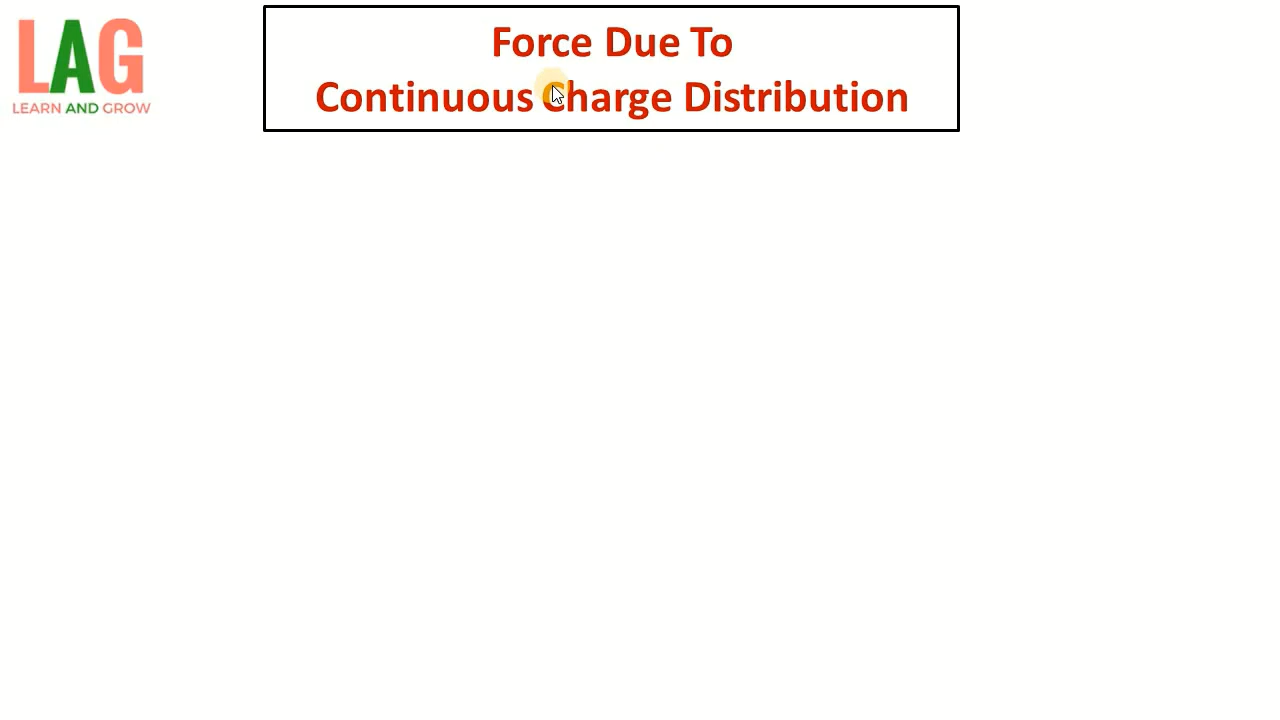 LAG
LEARN AND GROW
Force Due To
Continuous Charge Distribution